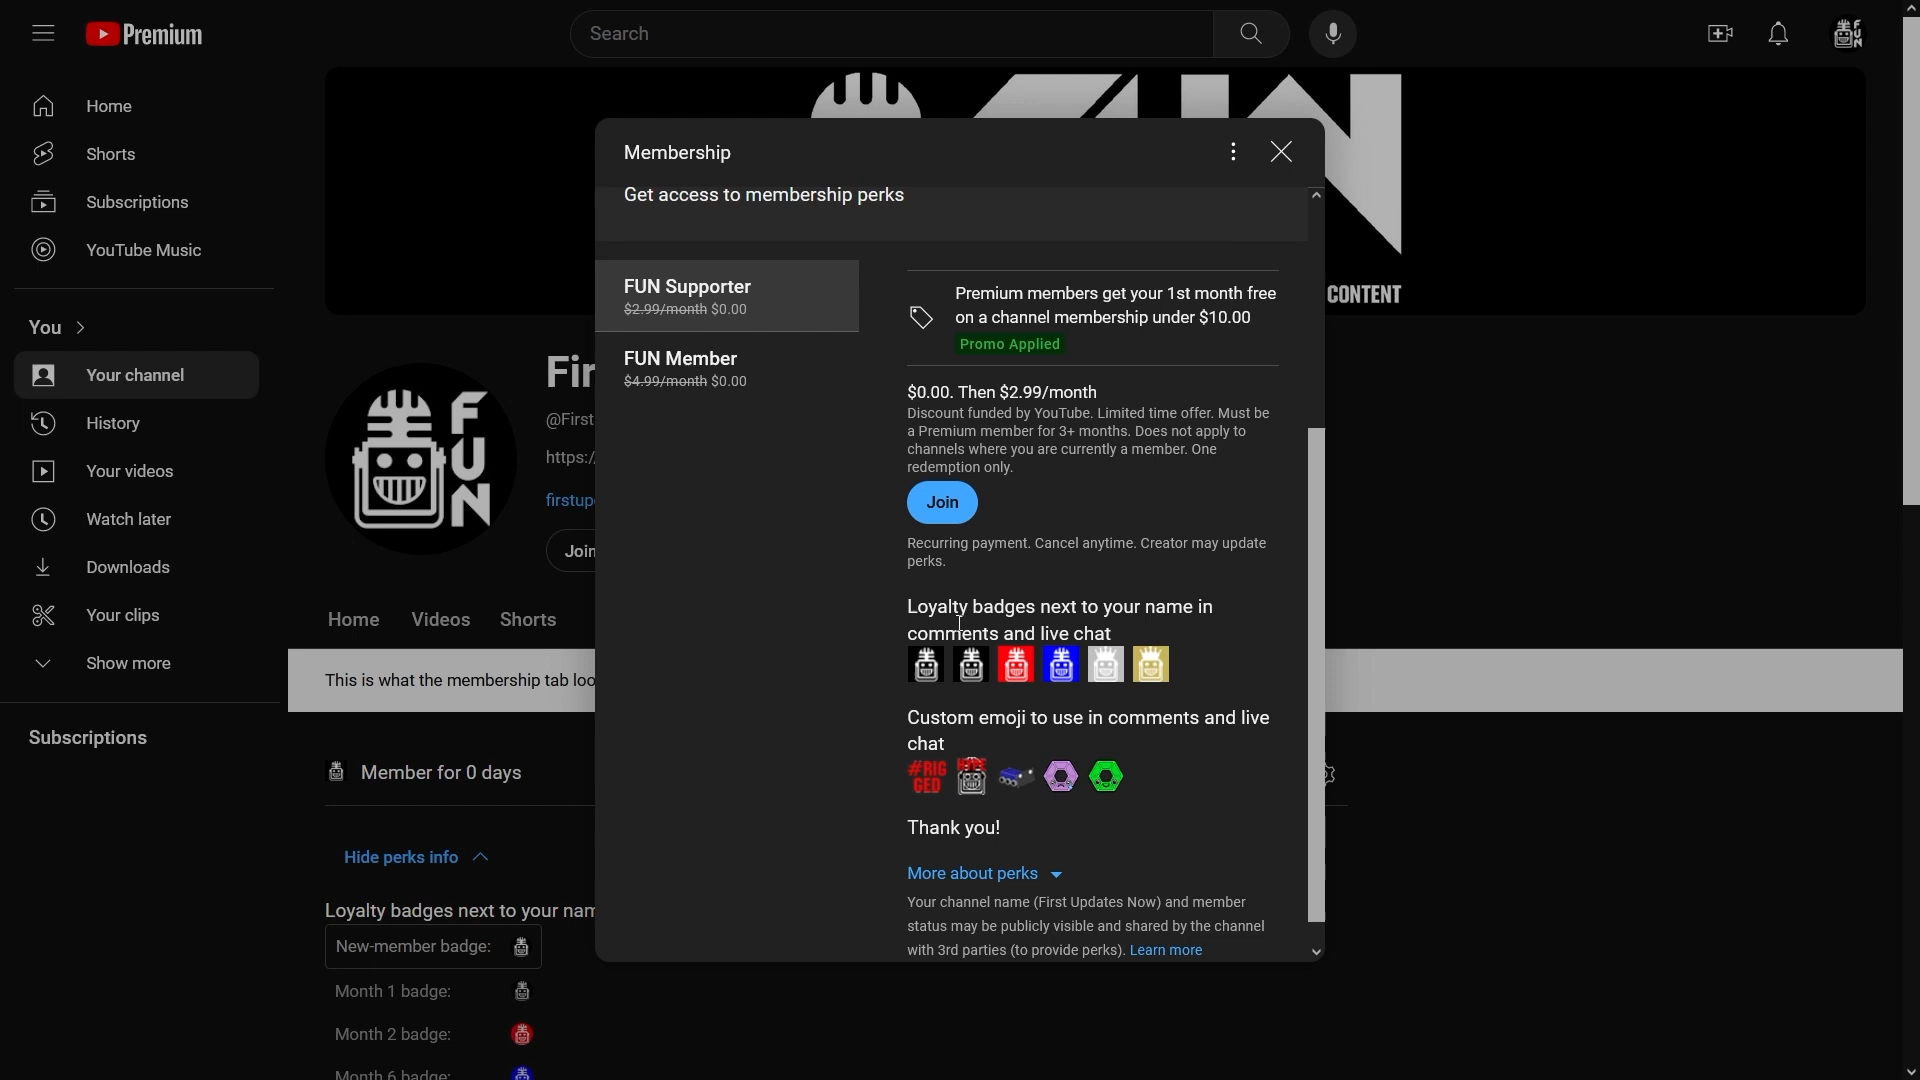 Premium
Search
Home
Shorts
Subscriptions
YouTube Music
You
Your channel
History
Your videos
Watch later
Downloads
Your clips
Show more
Subscriptions
CONTENT
FUN
@First
https:/
firstup
Join
Home
Videos
Shorts
This is what the membership tab loo
Member for 0 days
Hide perks info
Loyalty badges next to your nam
New-member badge:
Month 1 badge:
Month 2 badge:
Month 6 badge:
Membership
Get access to membership perks
FUN Supporter
$2.99/month $0.00
FUN Member
$4.99/month $0.00
Premium members get your 1st month free
on a channel membership under $10.00
Promo Applied
$0.00. Then $2.99/month
Discount funded by YouTube. Limited time offer. Must be
a Premium member for 3+ months. Does not apply to
channels where you are currently a member. One
redemption only.
Join
Recurring payment. Cancel anytime. Creator may update
perks.
Loyalty badges next to your name in
comments and live chat
Custom emoji to use in comments and live
chat
#RIG
GED
HYPE
Thank you!
More about perks
Your channel name (First Updates Now) and member
status may be publicly visible and shared by the channel
with 3rd parties (to provide perks). Learn more